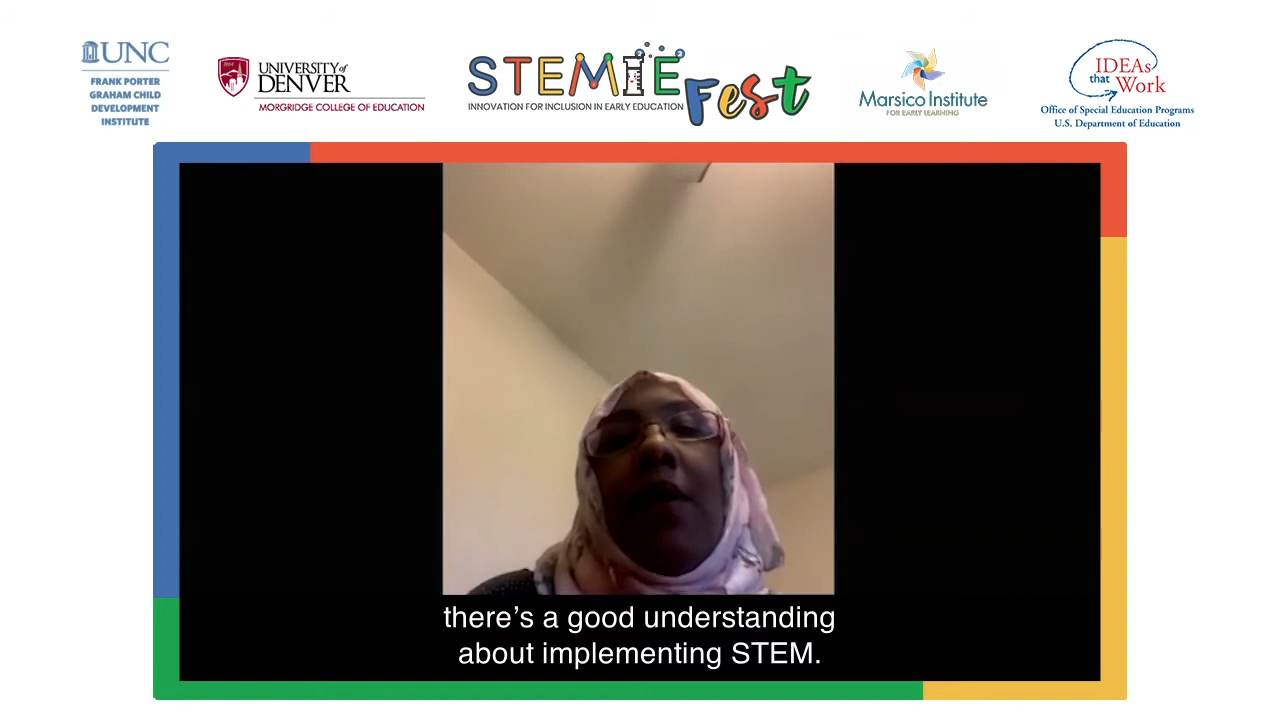 UNC
FRANK PORTER
GRAHAM CHILD
DEVELOPMENT
INSTITUTE
UNIVERSITY of
DENVER
MORGRIDGE COLLEGE OF EDUCATION
STEMIE Fest
INNOVATION FOR INCLUSION IN EARLY EDUCATION
Marsico Institute
FOR EARLY LEARNING
IDEAs
that Work
Office of Special Education Programs
U.S. Department of Education
there's a good understanding
about implementing STEM.